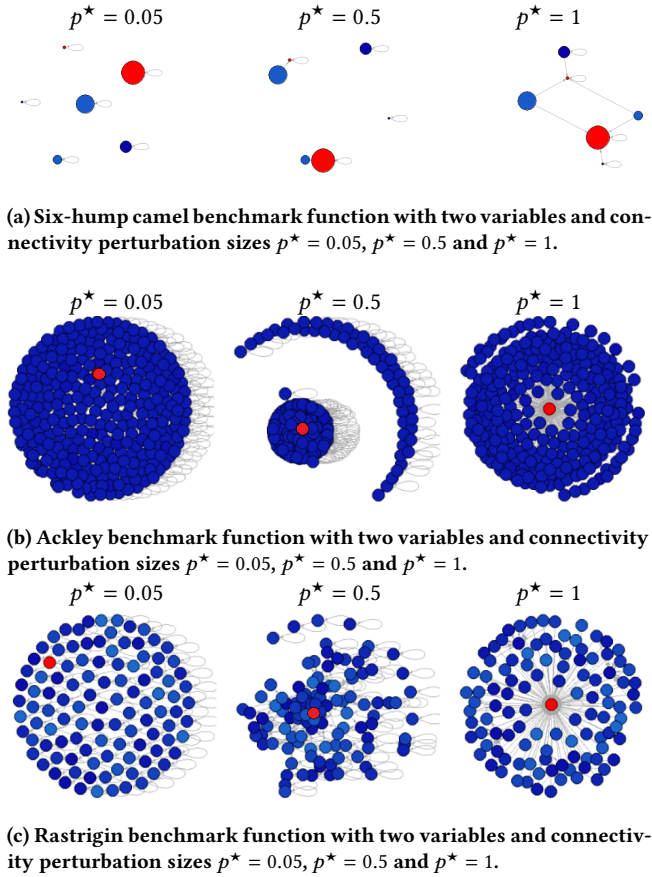 p★ = 0.05 p★ = 0.5 p★ = 1
(a) Six-hump camel benchmark function with two variables and con-
nectivity perturbation sizes p★ = 0.05, p★ = 0.5 and p★ = 1.
p★ = 0.05 p★ = 0.5 p★ = 1
(b) Ackley benchmark function with two variables and connectivity
perturbation sizes p★ = 0.05, p★ = 0.5 and p★ = 1.
p★ = 0.05 p★ = 0.5 p★ = 1
(c) Rastrigin benchmark function with two variables and connectiv-
ity perturbation sizes p★ = 0.05, p★ = 0.5 and p★ = 1.